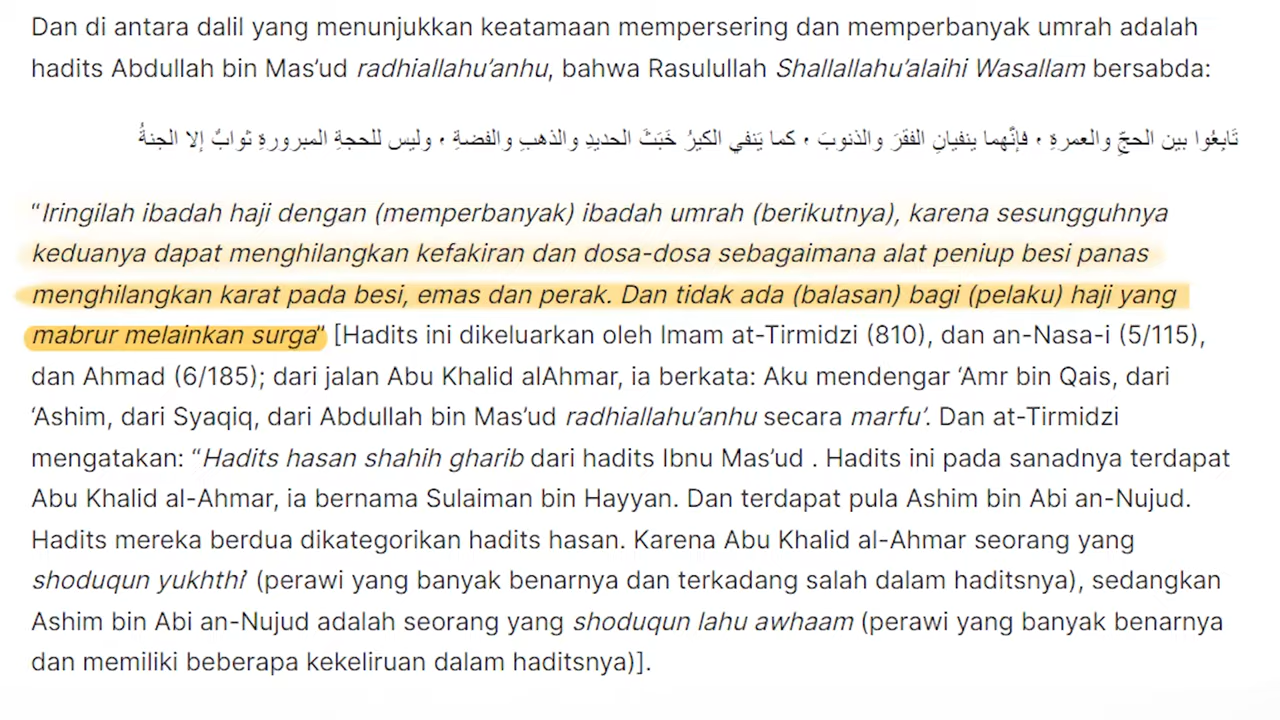 Dan di antara dalil yang menunjukkan keatamaan mempersering dan memperbanyak umrah adalah
hadits Abdullah bin Mas’ud radhiallahu’anhu, bahwa Rasulullah Shallallahu’alaihi Wasallam bersabda:
تَابِعُوا بين الحجِّ والعمرةِ ، فإنَّهما ينفيانِ الفقرَ والذنوبَ ، كما يَنفي الكيرُ خَبَثَ الحديدِ والذهبِ والفضةِ ، وليس للحجةِ المبرورةِ ثوابٌ إلا الجنةُ
“Iringilah ibadah haji dengan (memperbanyak) ibadah umrah (berikutnya), karena sesungguhnya
keduanya dapat menghilangkan kefakiran dan dosa-dosa sebagaimana alat peniup besi panas
menghilangkan karat pada besi, emas dan perak. Dan tidak ada (balasan) bagi (pelaku) haji yang
mabrur melainkan surga” [Hadits ini dikeluarkan oleh Imam at-Tirmidzi (810), dan an-Nasa-i (5/115),
dan Ahmad (6/185); dari jalan Abu Khalid alAhmar, ia berkata: Aku mendengar ‘Amr bin Qais, dari
‘Ashim, dari Syaqiq, dari Abdullah bin Mas’ud radhiallahu’anhu secara marfu’. Dan at-Tirmidzi
mengatakan: “Hadits hasan shahih gharib dari hadits Ibnu Mas’ud . Hadits ini pada sanadnya terdapat
Abu Khalid al-Ahmar, ia bernama Sulaiman bin Hayyan. Dan terdapat pula Ashim bin Abi an-Nujud.
Hadits mereka berdua dikategorikan hadits hasan. Karena Abu Khalid al-Ahmar seorang yang
shoduqun yukhthi’ (perawi yang banyak benarnya dan terkadang salah dalam haditsnya), sedangkan
Ashim bin Abi an-Nujud adalah seorang yang shoduqun lahu awhaam (perawi yang banyak benarnya
dan memiliki beberapa kekeliruan dalam haditsnya)].